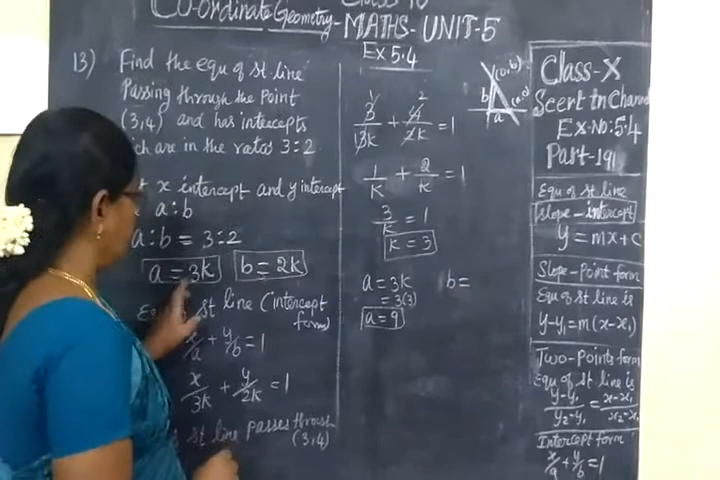 Co-ordinate Geometry - MATHS - UNIT-5
Ex 5.4
13) Find the equ of st.line
Passing through the point
(3,4) and has intercepts
which are in the ratio 3:2
x intercept and y intercept
a:b
a:b = 3:2
a = 3k b = 2k
st line (intercept
form)
x/a + y/b = 1
x/3k + y/2k = 1
st line passes through
(3,4)
3/3k + 4/2k = 1
1/k + 2/k = 1
3/k = 1
k = 3
a = 3k b =
= 3(3)
a = 9
(0,b)
b
(a,0)
a
Class-X
Scert tn Channel
Ex-No: 5.4
Part-191
Equ of st line
slope-intercept
y = mx+c
Slope-Point form
Equ of st line is
y-y₁=m(x-x₁)
Two-Points form
Equ of st line is
y-y₁/y₂-y₁ = x-x₁/x₂-x₁
Intercept form
x/a + y/b = 1